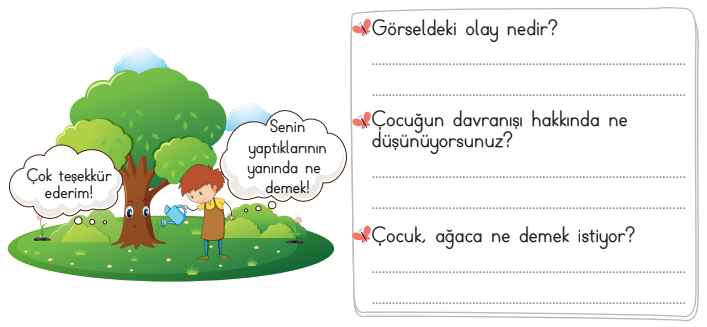 Çok teşekkür
ederim!
Senin
yaptıklarının
yanında ne
demek!
Görseldeki olay nedir?
Çocuğun davranışı hakkında ne
düşünüyorsunuz?
Çocuk, ağaca ne demek istiyor?